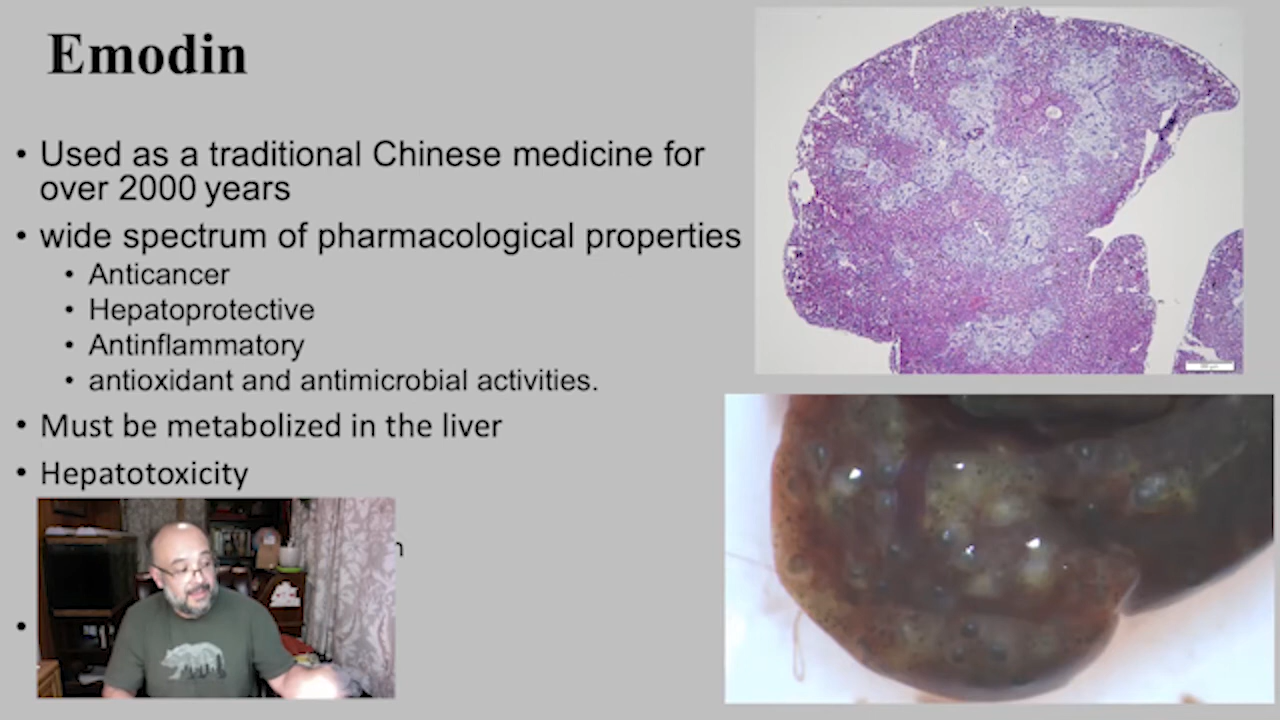 Emodin
• Used as a traditional Chinese medicine for
over 2000 years
• wide spectrum of pharmacological properties
• Anticancer
• Hepatoprotective
• Antinflammatory
• antioxidant and antimicrobial activities.
• Must be metabolized in the liver
• Hepatotoxicity